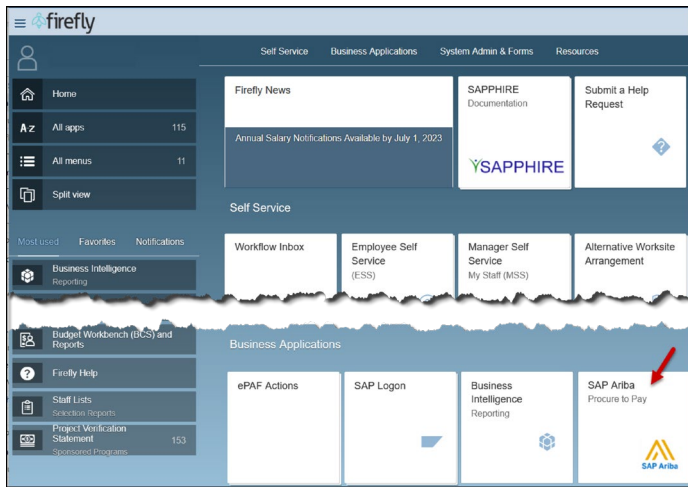 firefly
Self Service Business Applications System Admin & Forms Resources
Home
A-z All apps 115
All menus 11
Split view
Most used Favorites Notifications
Business Intelligence
Reporting
Budget Workbench (BCS) and
Reports
Firefly Help
Staff Lists
Selection Reports
Project Verification
Statement 153
Sponsored Programs
Firefly News
Annual Salary Notifications Available by July 1, 2023
SAPPHIRE
Documentation
SAPPHIRE
Submit a Help
Request
Self Service
Workflow Inbox
Employee Self
Service
(ESS)
Manager Self
Service
My Staff (MSS)
Alternative Worksite
Arrangement
Business Applications
ePAF Actions
SAP Logon
Business
Intelligence
Reporting
SAP Ariba
Procure to Pay
SAP Ariba